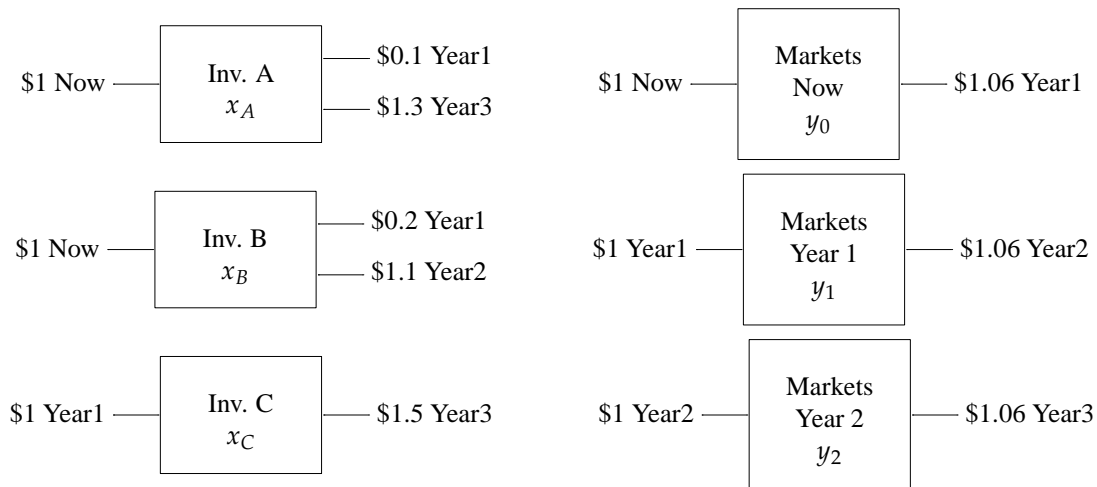 $1 Now
Inv. A
x_A
$0.1 Year1
$1.3 Year3
$1 Now
Markets
Now
y_0
$1.06 Year1
$1 Now
Inv. B
x_B
$0.2 Year1
$1.1 Year2
$1 Year1
Markets
Year 1
y_1
$1.06 Year2
$1 Year1
Inv. C
x_C
$1.5 Year3
$1 Year2
Markets
Year 2
y_2
$1.06 Year3